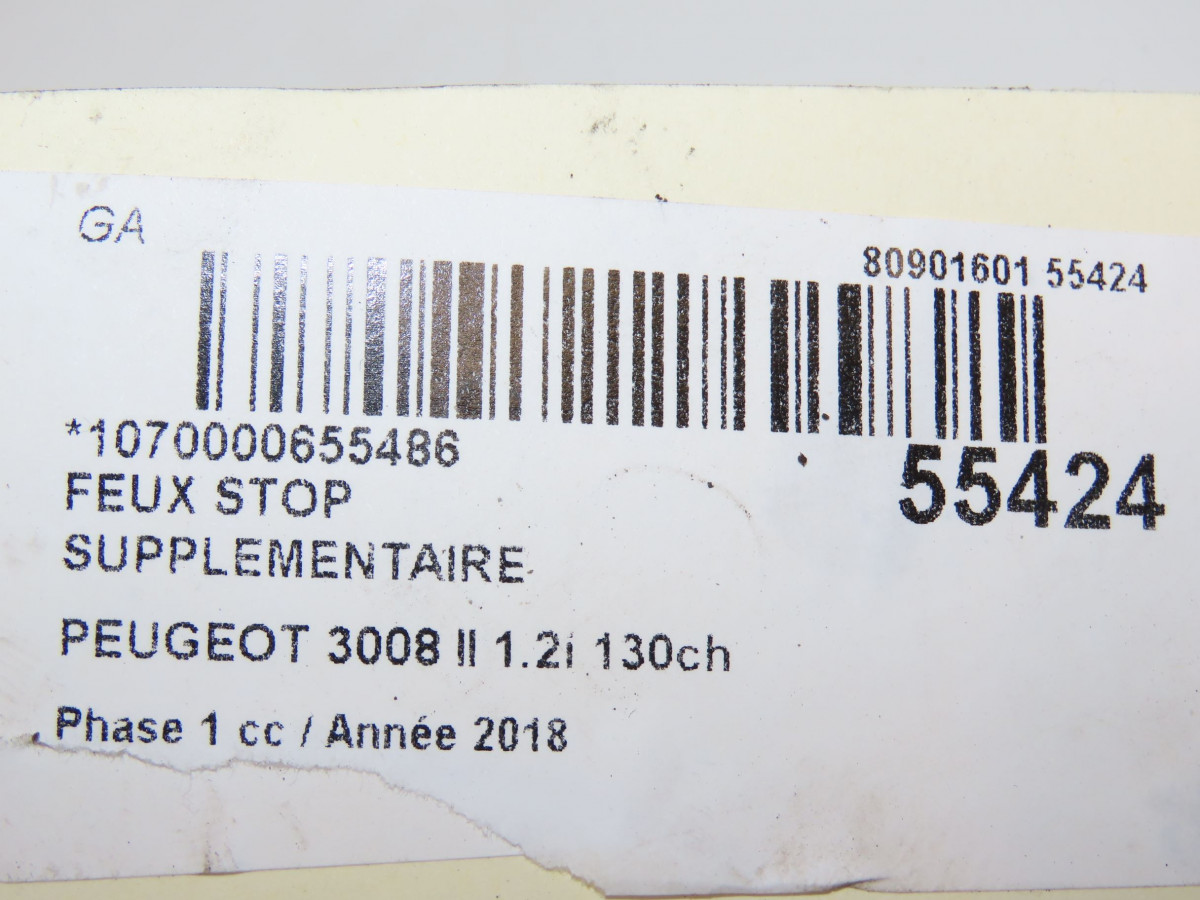 GA
80901601 55424
*1070000655486
55424
FEUX STOP
SUPPLEMENTAIRE
PEUGEOT 3008 II 1.2i 130ch
Phase 1 cc / Année 2018